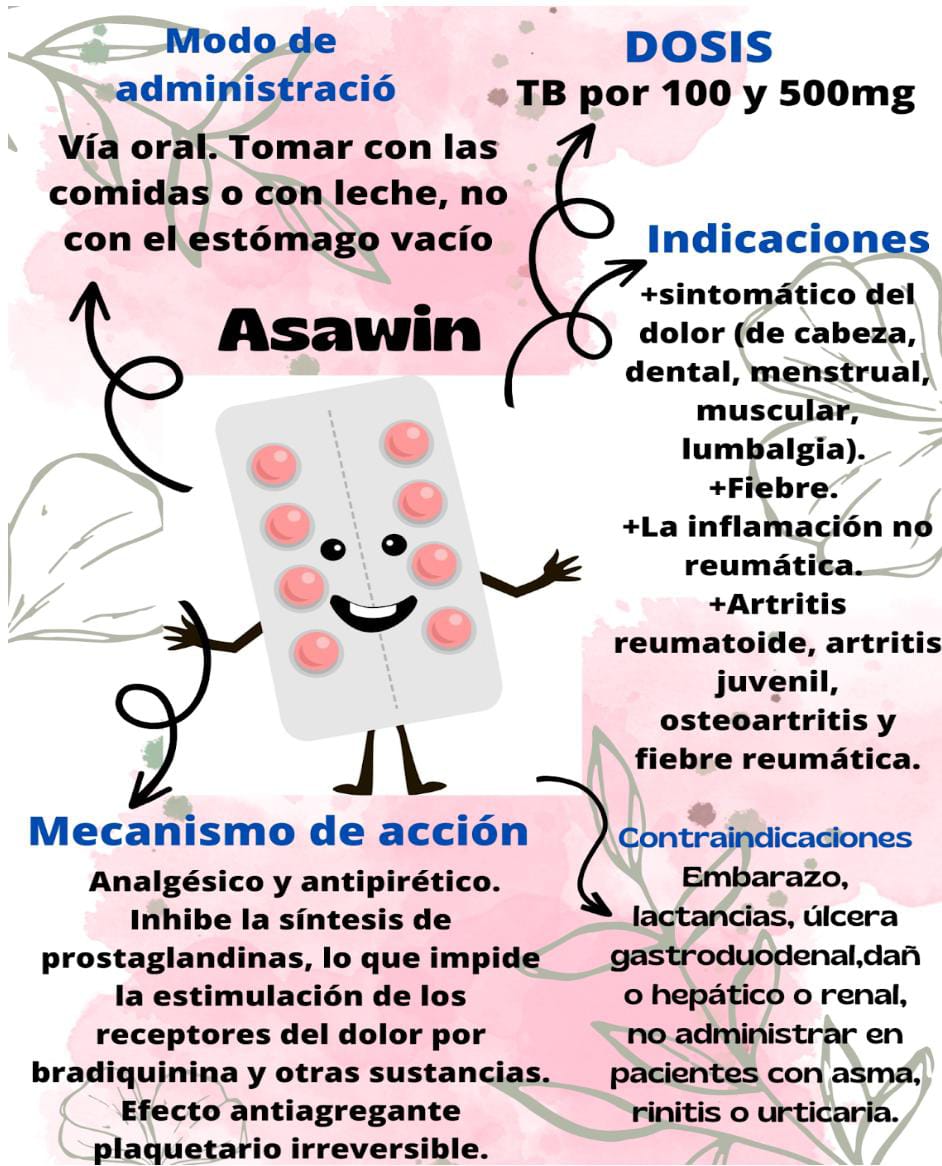 Modo de
administració
Vía oral. Tomar con las
comidas o con leche, no
con el estómago vacío
DOSIS
TB por 100 y 500mg
Asawin
Indicaciones
+sintomático del
dolor (de cabeza,
dental, menstrual,
muscular,
lumbalgia).
+Fiebre.
+La inflamación no
reumática.
+Artritis
reumatoide, artritis
juvenil,
osteoartritis y
fiebre reumática.
Mecanismo de acción
Analgésico y antipirético.
Inhibe la síntesis de
prostaglandinas, lo que impide
la estimulación de los
receptores del dolor por
bradiquinina y otras sustancias.
Efecto antiagregante
plaquetario irreversible.
Contraindicaciones
Embarazo,
lactancias, úlcera
gastroduodenal,dañ
o hepático o renal,
no administrar en
pacientes con asma,
rinitis o urticaria.